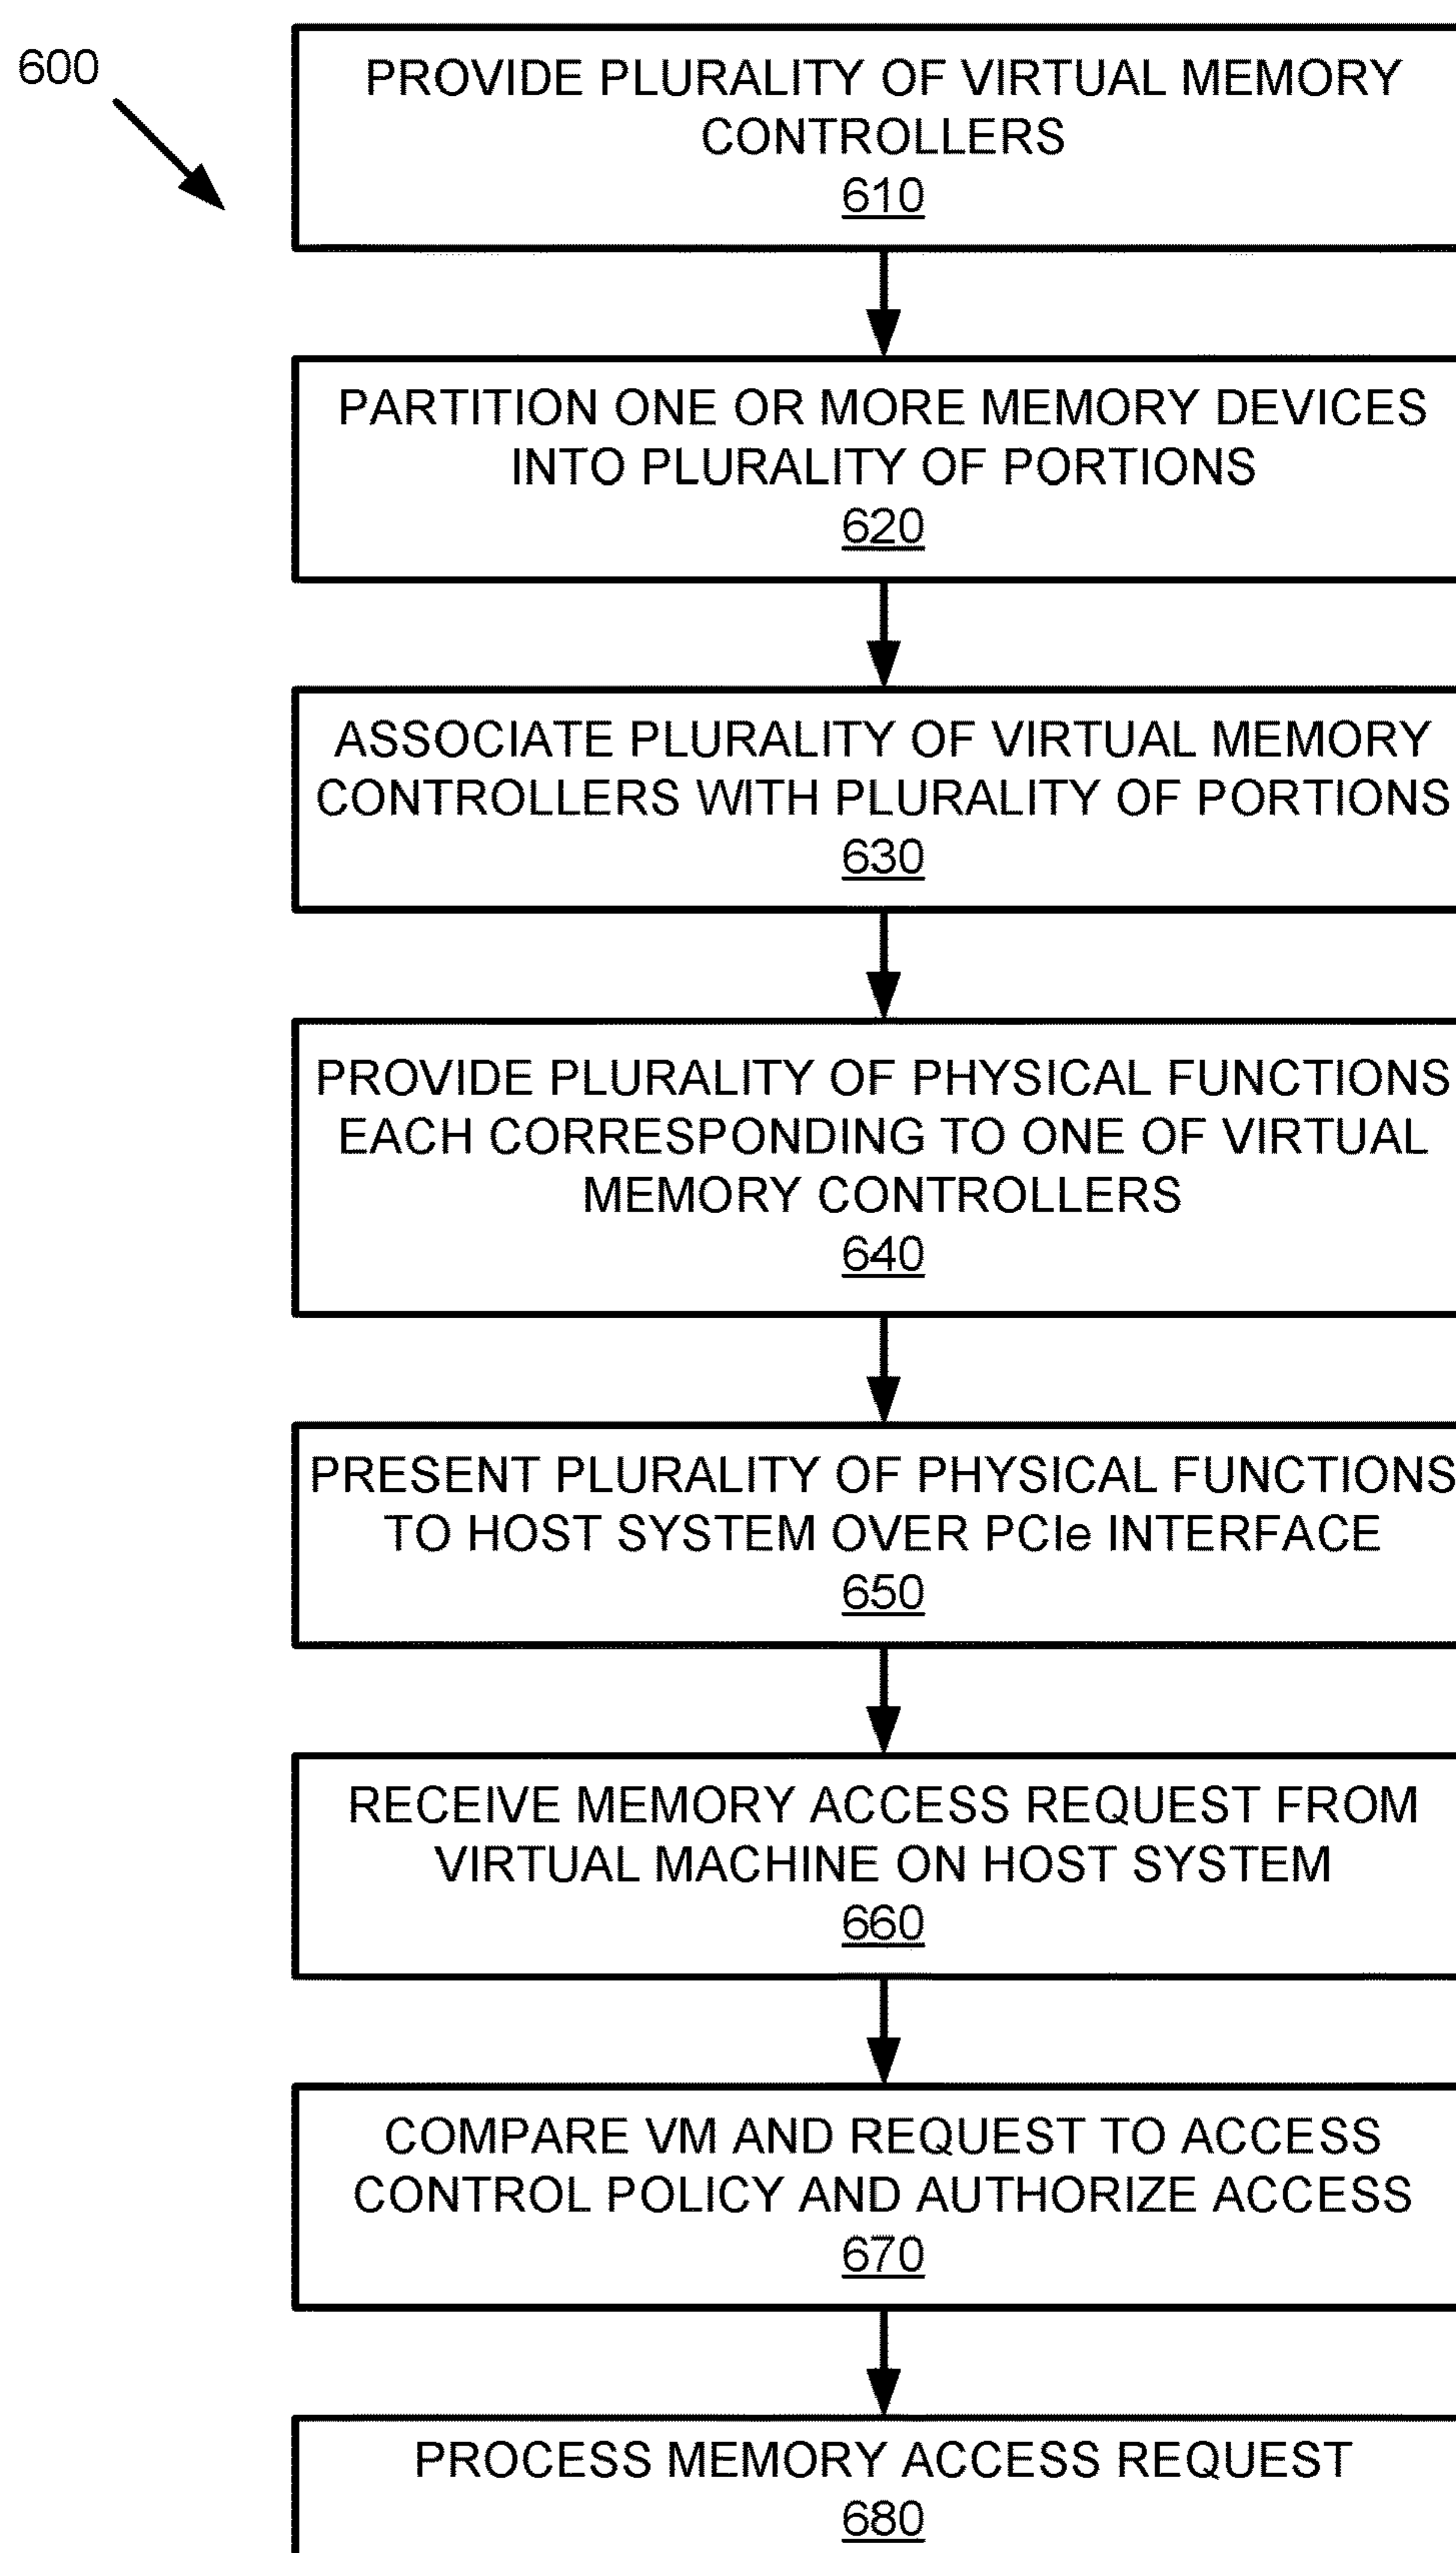 600
PROVIDE PLURALITY OF VIRTUAL MEMORY
CONTROLLERS
610
PARTITION ONE OR MORE MEMORY DEVICES
INTO PLURALITY OF PORTIONS
620
ASSOCIATE PLURALITY OF VIRTUAL MEMORY
CONTROLLERS WITH PLURALITY OF PORTIONS
630
PROVIDE PLURALITY OF PHYSICAL FUNCTIONS
EACH CORRESPONDING TO ONE OF VIRTUAL
MEMORY CONTROLLERS
640
PRESENT PLURALITY OF PHYSICAL FUNCTIONS
TO HOST SYSTEM OVER PCIe INTERFACE
650
RECEIVE MEMORY ACCESS REQUEST FROM
VIRTUAL MACHINE ON HOST SYSTEM
660
COMPARE VM AND REQUEST TO ACCESS
CONTROL POLICY AND AUTHORIZE ACCESS
670
PROCESS MEMORY ACCESS REQUEST
680